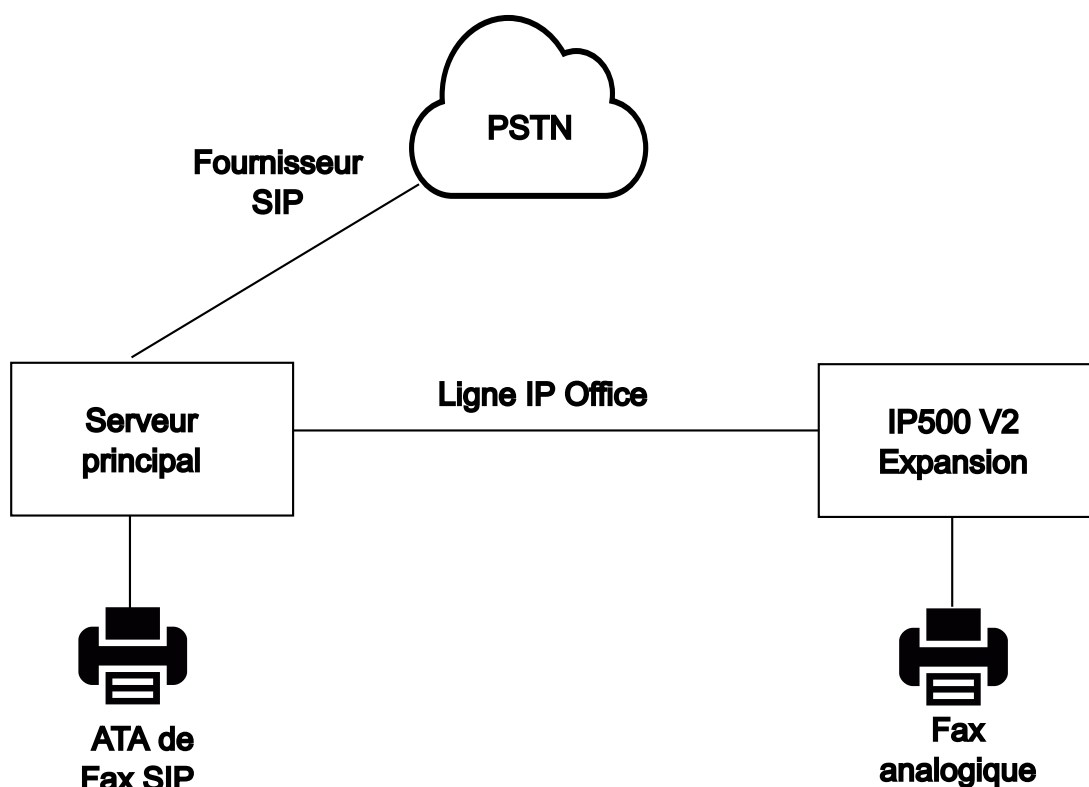 PSTN
Fournisseur
SIP
Ligne IP Office
Serveur
principal
IP500 V2
Expansion
ATA de
Fax SIP
Fax
analogique